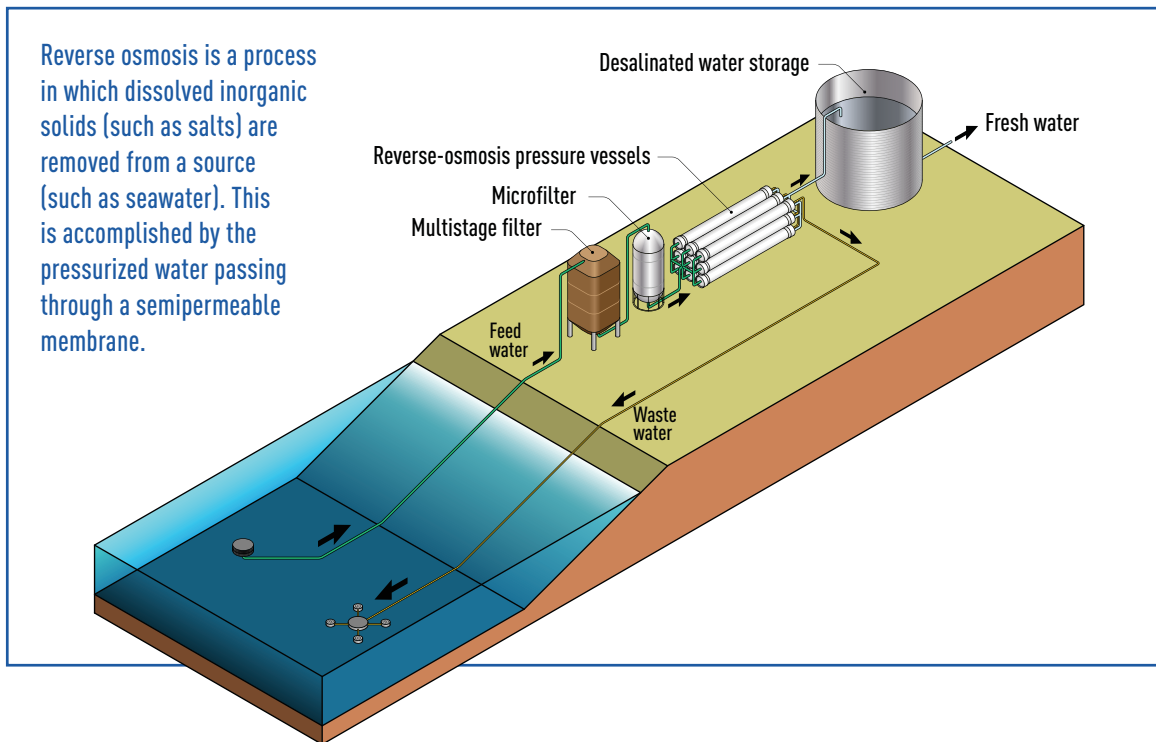 Reverse osmosis is a process
in which dissolved inorganic
solids (such as salts) are
removed from a source
(such as seawater). This
is accomplished by the
pressurized water passing
through a semipermeable
membrane.
Desalinated water storage
Fresh water
Reverse-osmosis pressure vessels
Microfilter
Multistage filter
Feed
water
Waste
water